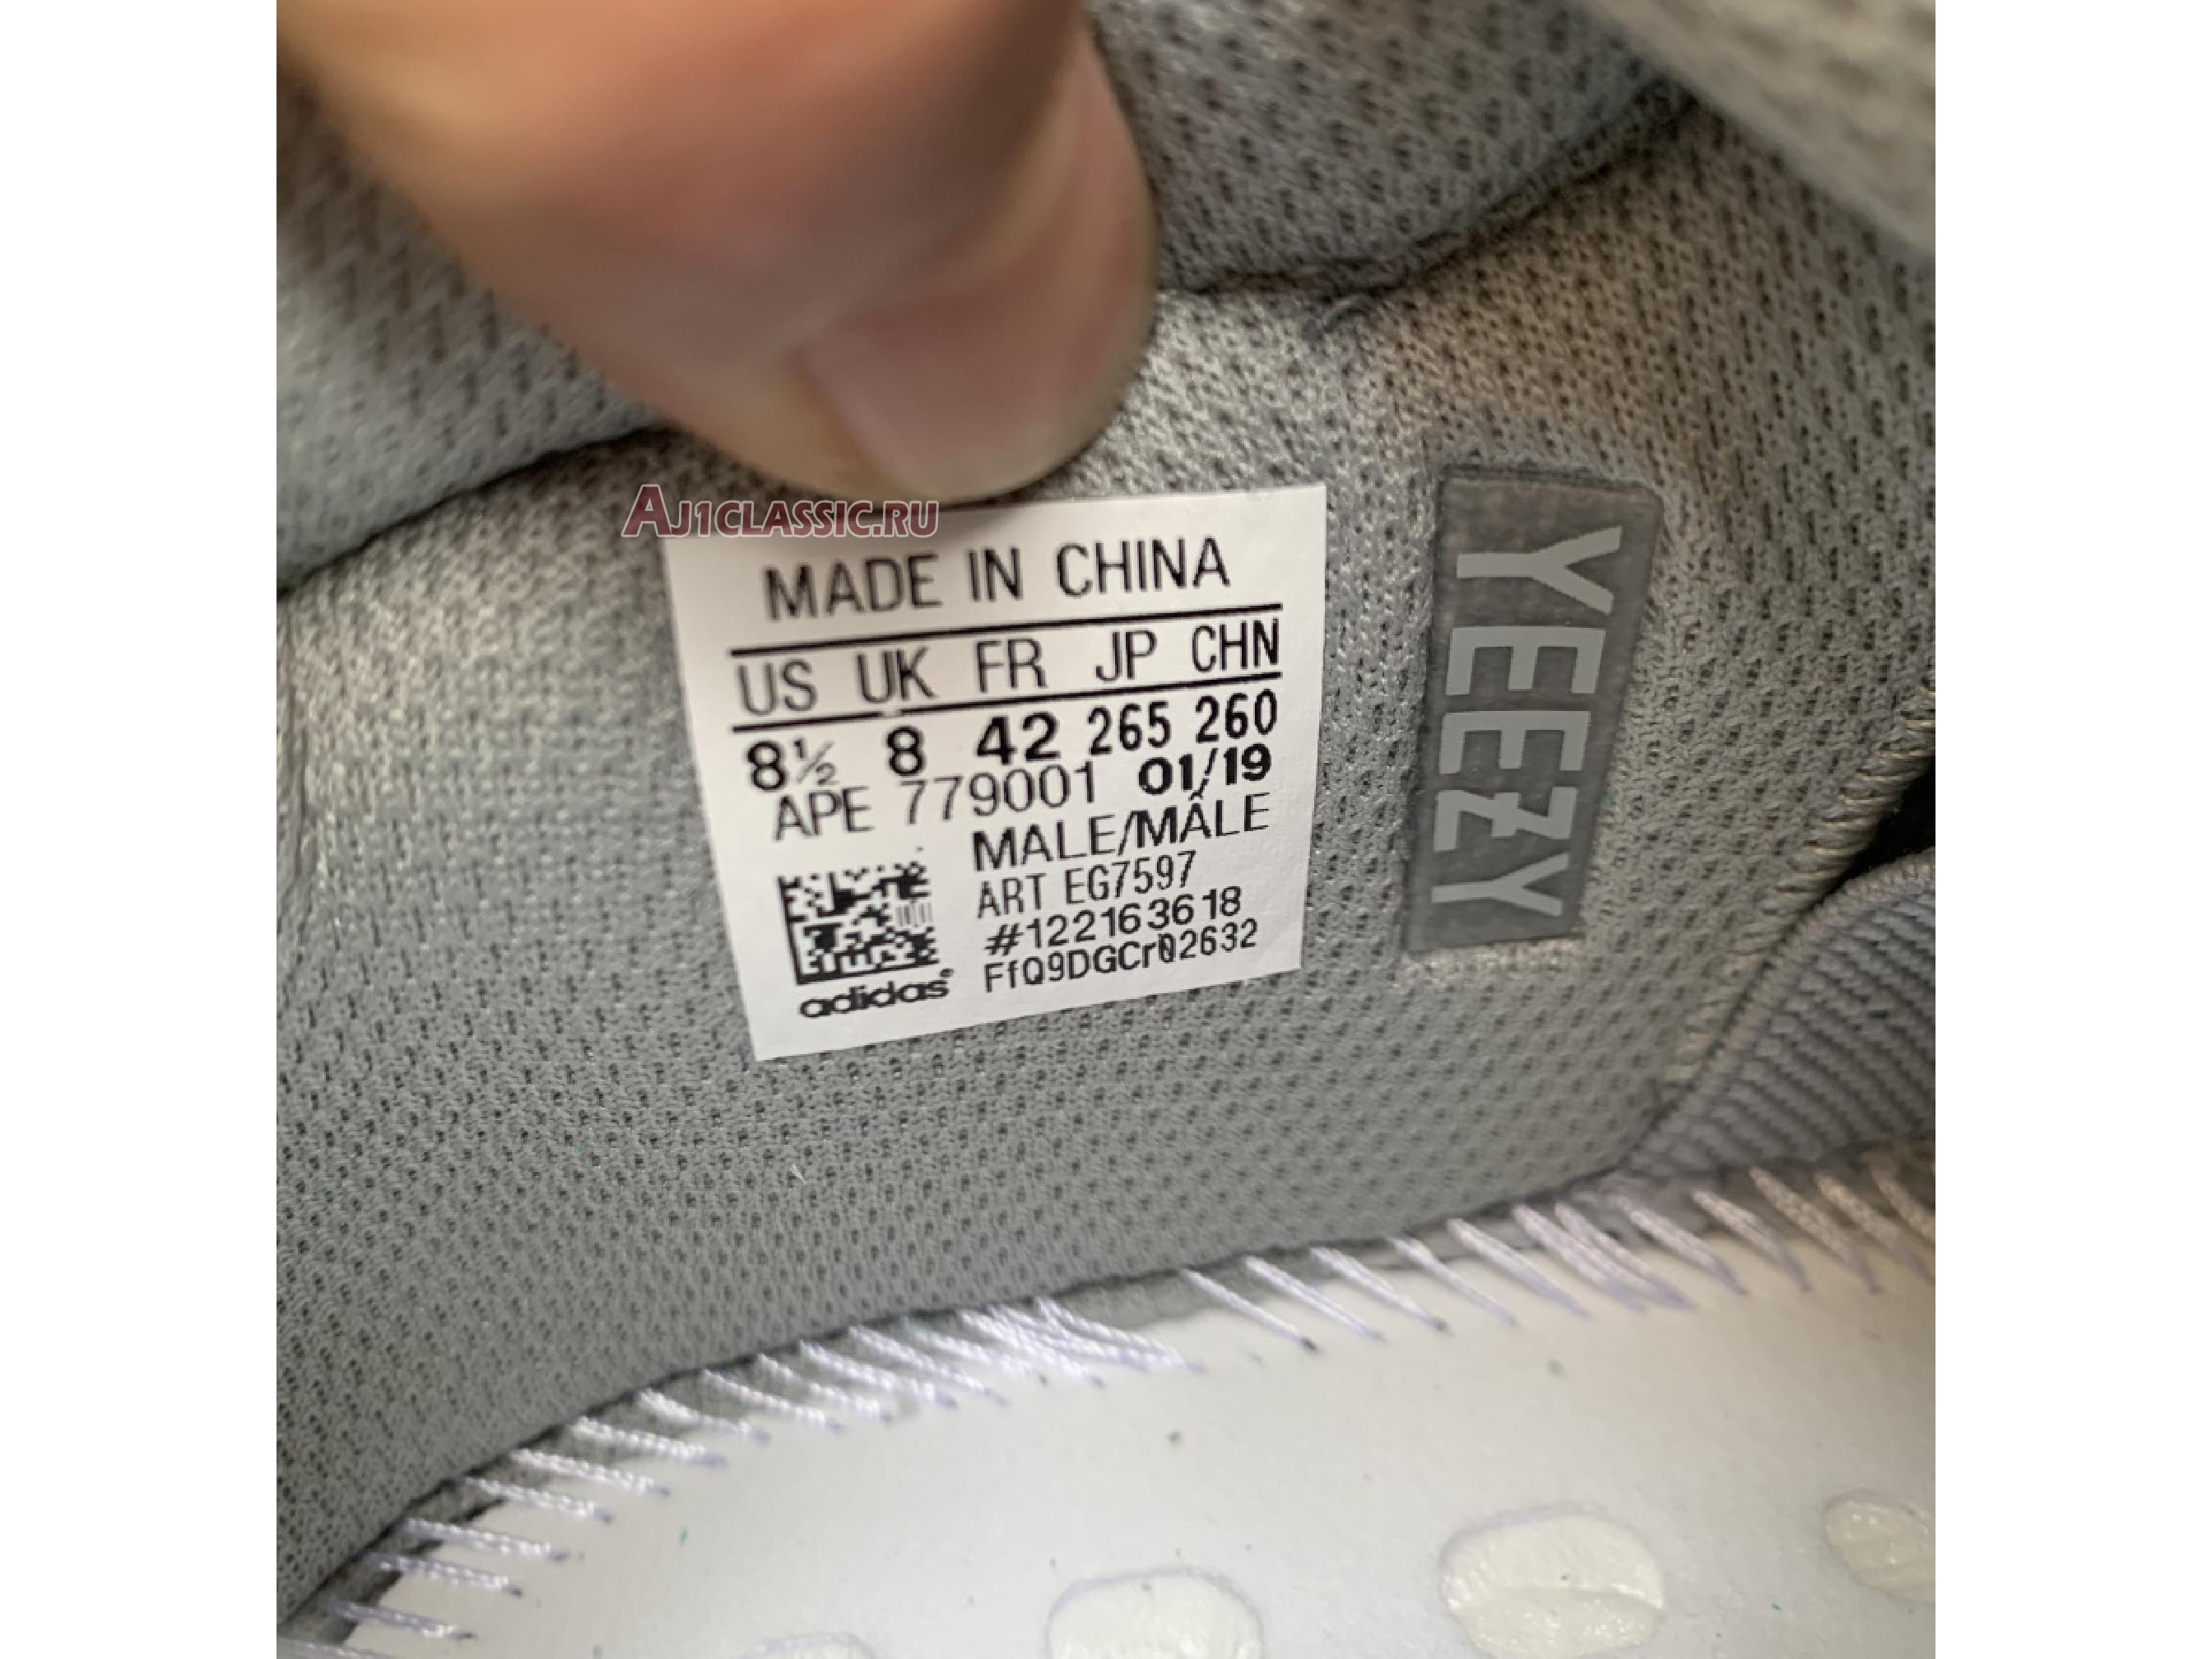 AJ1CLASSIC.RU
MADE IN CHINA
US UK FR JP CHN
8½ 8 42 265 260
APE 779001 01/19
MALE/MÂLE
ART EG7597
#122163618
FfQ9DGCr02632
adidas®
YEEZY